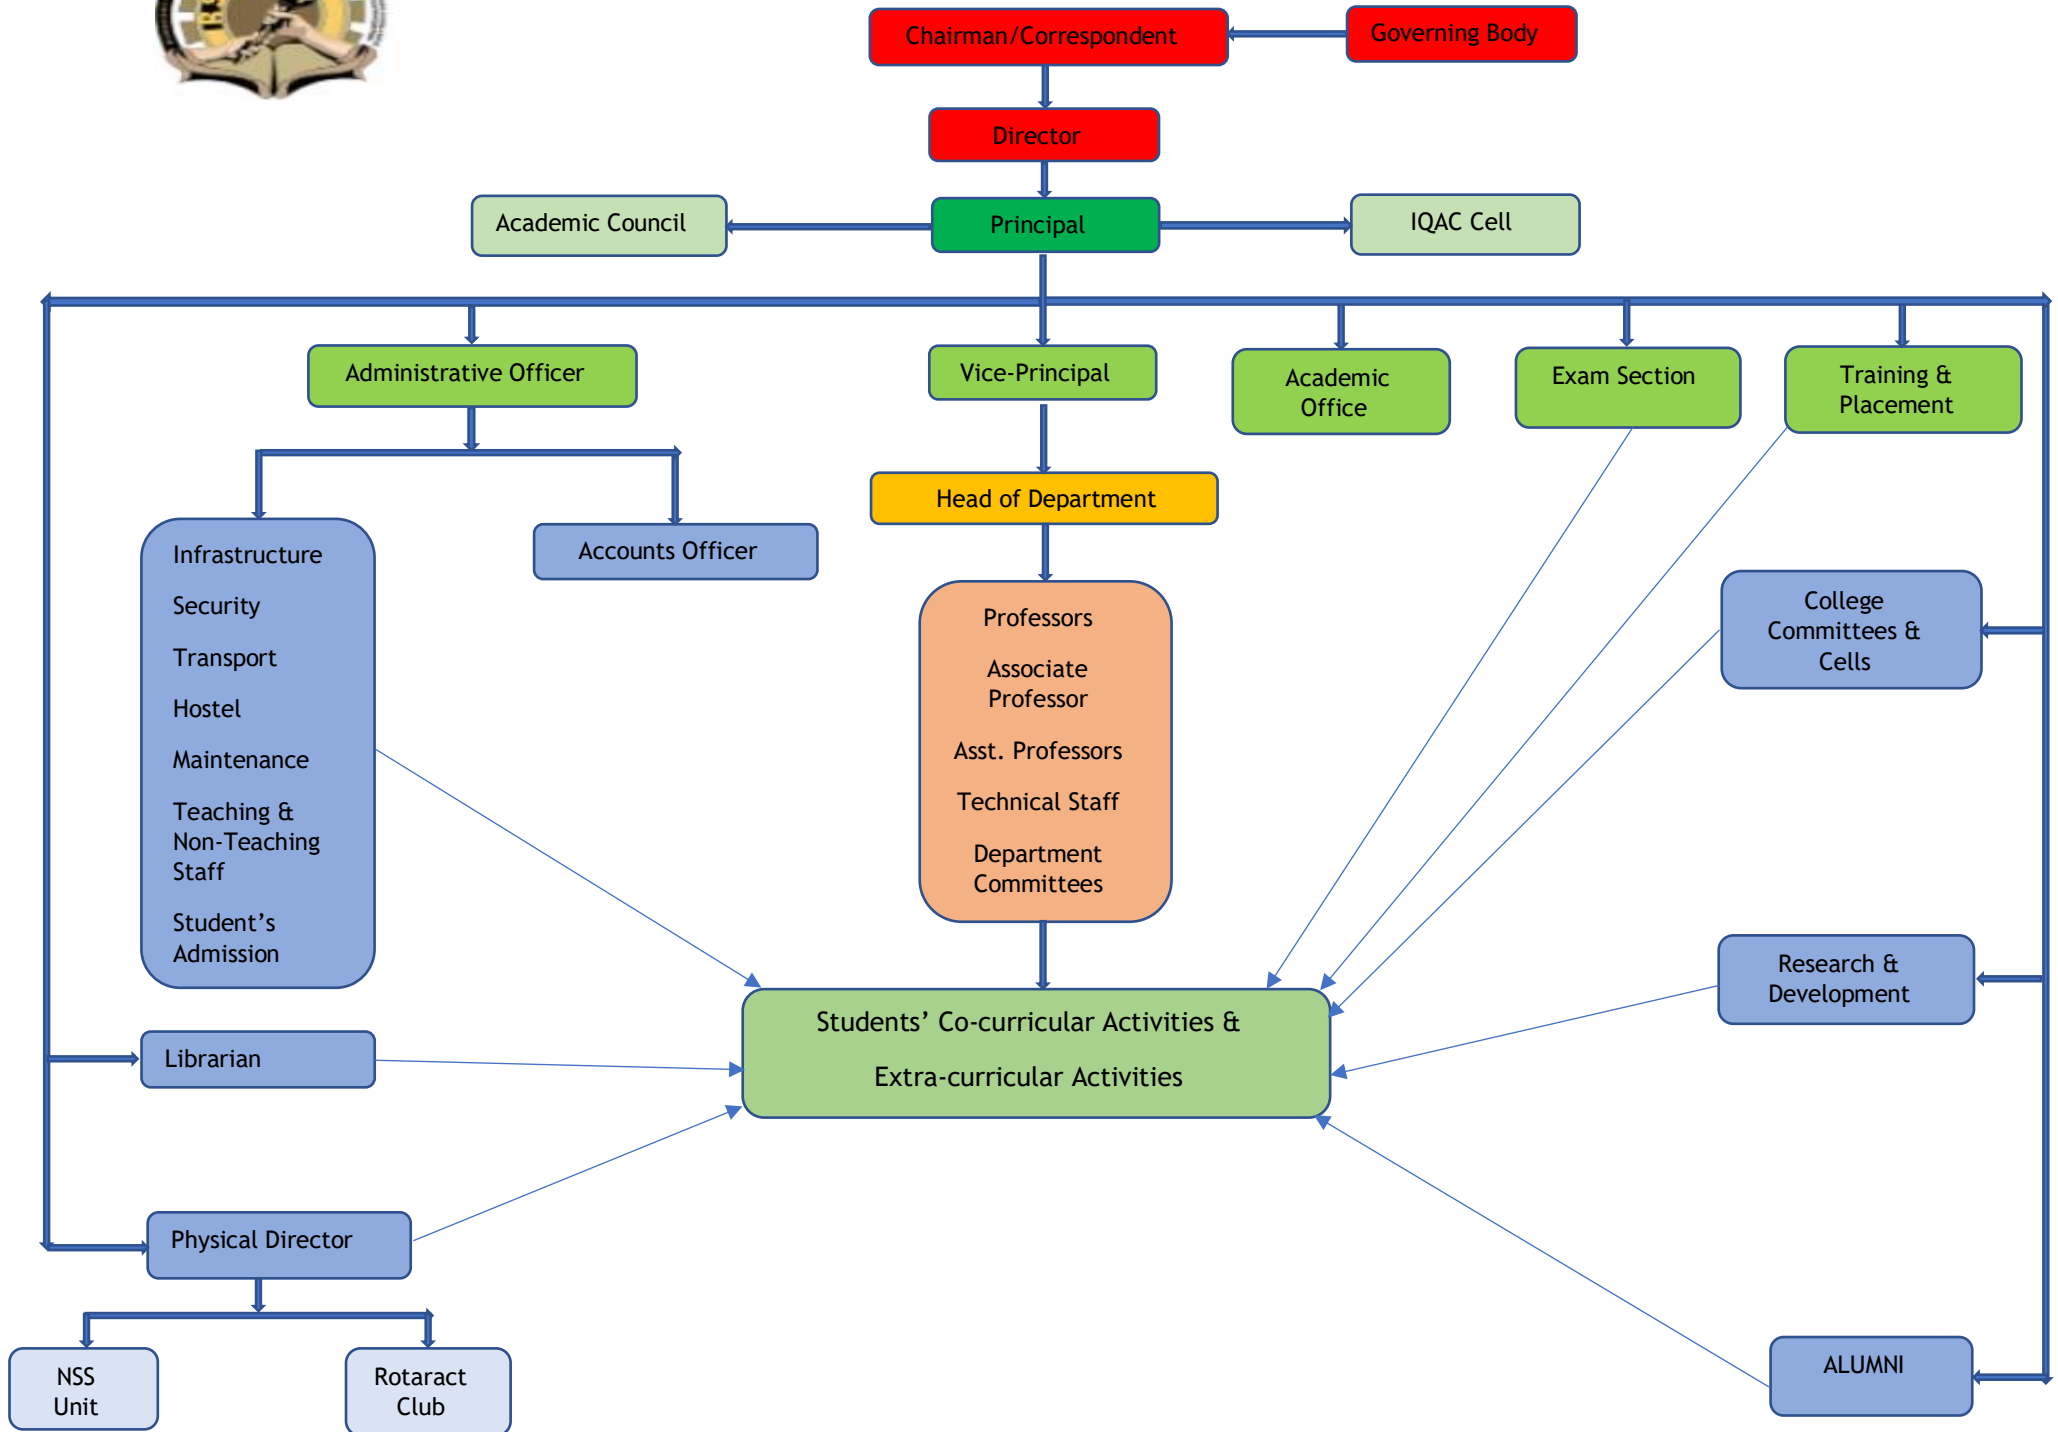 Chairman/Correspondent
Governing Body
Director
Academic Council
Principal
IQAC Cell
Administrative Officer
Vice-Principal
Academic
Office
Exam Section
Training &
Placement
Head of Department
Accounts Officer
Infrastructure
Security
Transport
Hostel
Maintenance
Teaching &
Non-Teaching
Staff
Student’s
Admission
Professors
Associate
Professor
Asst. Professors
Technical Staff
Department
Committees
College
Committees &
Cells
Research &
Development
Students’ Co-curricular Activities &
Extra-curricular Activities
Librarian
Physical Director
NSS
Unit
Rotaract
Club
ALUMNI